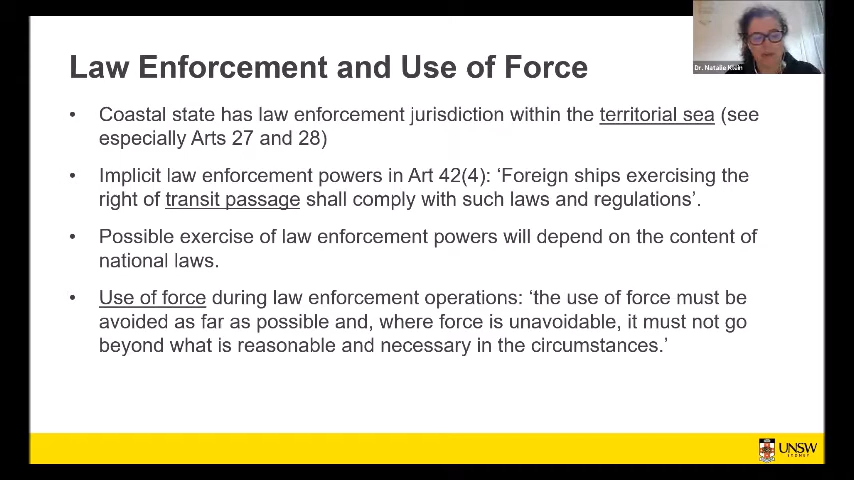 Dr. Natalie Klein
Law Enforcement and Use of Force
• Coastal state has law enforcement jurisdiction within the territorial sea (see
especially Arts 27 and 28)
• Implicit law enforcement powers in Art 42(4): ‘Foreign ships exercising the
right of transit passage shall comply with such laws and regulations’.
• Possible exercise of law enforcement powers will depend on the content of
national laws.
• Use of force during law enforcement operations: ‘the use of force must be
avoided as far as possible and, where force is unavoidable, it must not go
beyond what is reasonable and necessary in the circumstances.’
UNSW
SYDNEY